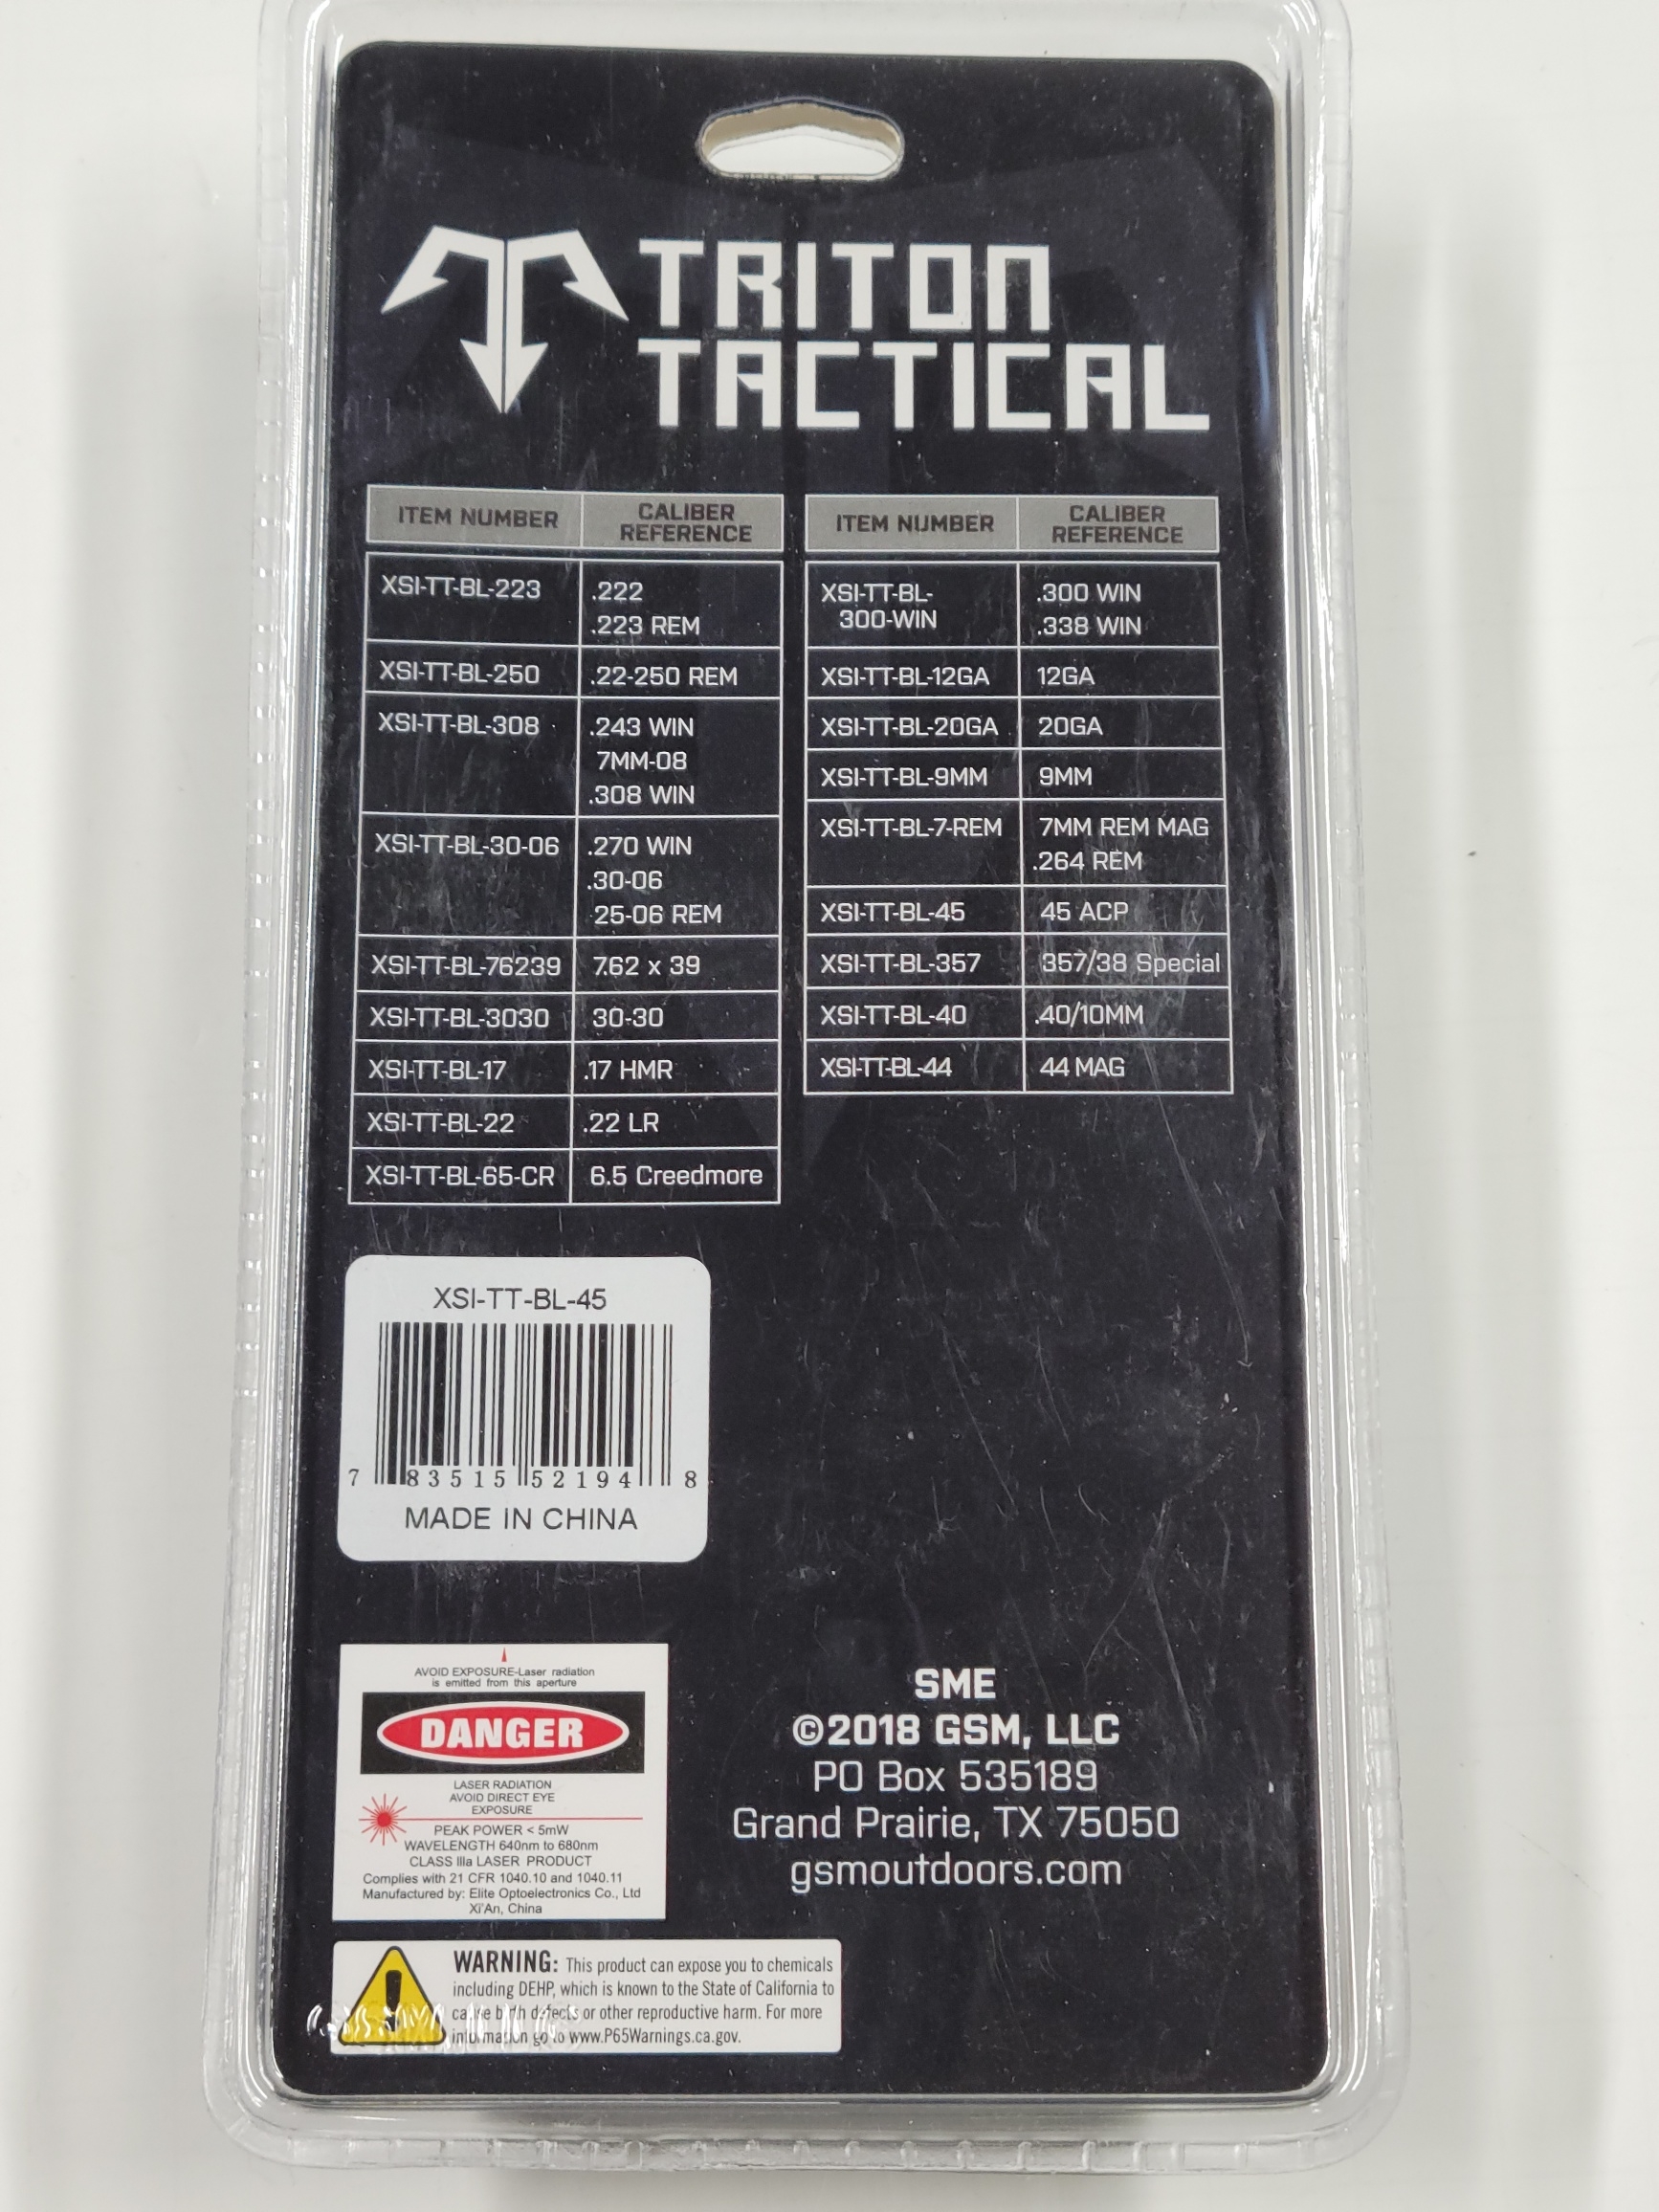 TRITON
TACTICAL
ITEM NUMBER CALIBER REFERENCE
XSI-TT-BL-223 .222
.223 REM
XSI-TT-BL-250 .22-250 REM
XSI-TT-BL-308 .243 WIN
7MM-08
.308 WIN
XSI-TT-BL-30-06 .270 WIN
.30-06
25-06 REM
XSI-TT-BL-76239 7.62 x 39
XSI-TT-BL-3030 30-30
XSI-TT-BL-17 .17 HMR
XSI-TT-BL-22 .22 LR
XSI-TT-BL-65-CR 6.5 Creedmore
ITEM NUMBER CALIBER REFERENCE
XSI-TT-BL- .300 WIN
300-WIN .338 WIN
XSI-TT-BL-12GA 12GA
XSI-TT-BL-20GA 20GA
XSI-TT-BL-9MM 9MM
XSI-TT-BL-7-REM 7MM REM MAG
.264 REM
XSI-TT-BL-45 45 ACP
XSI-TT-BL-357 357/38 Special
XSI-TT-BL-40 .40/10MM
XSI-TT-BL-44 44 MAG
XSI-TT-BL-45
7 83515 52194 8
MADE IN CHINA
AVOID EXPOSURE-Laser radiation
is emitted from this aperture
DANGER
LASER RADIATION
AVOID DIRECT EYE
EXPOSURE
PEAK POWER < 5mW
WAVELENGTH 640nm to 680nm
CLASS IIIa LASER PRODUCT
Complies with 21 CFR 1040.10 and 1040.11
Manufactured by: Elite Optoelectronics Co., Ltd
Xi'An, China
SME
©2018 GSM, LLC
PO Box 535189
Grand Prairie, TX 75050
gsmoutdoors.com
WARNING: This product can expose you to chemicals
including DEHP, which is known to the State of California to
cause birth defects or other reproductive harm. For more
information go to www.P65Warnings.ca.gov.